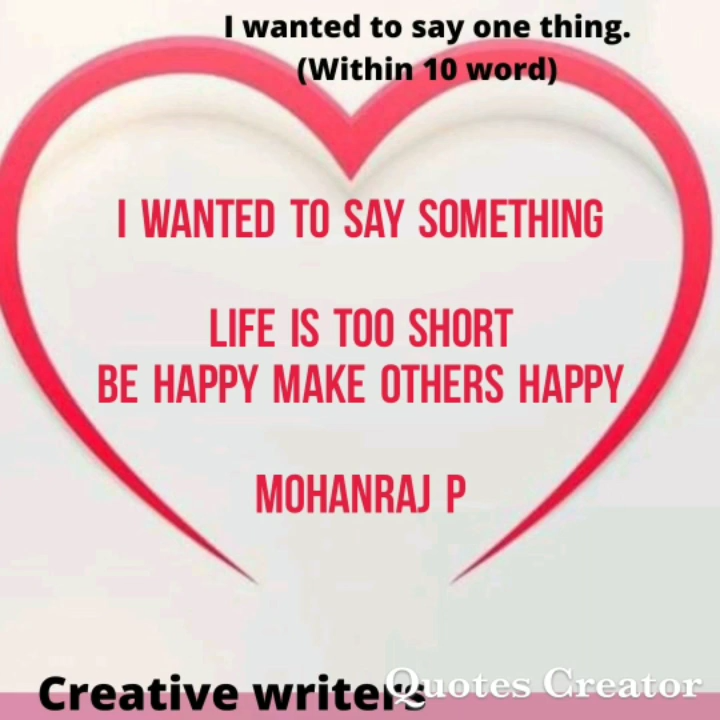 I wanted to say one thing.
(Within 10 word)
I WANTED TO SAY SOMETHING
LIFE IS TOO SHORT
BE HAPPY MAKE OTHERS HAPPY
MOHANRAJ P
Creative writers
Quotes Creator